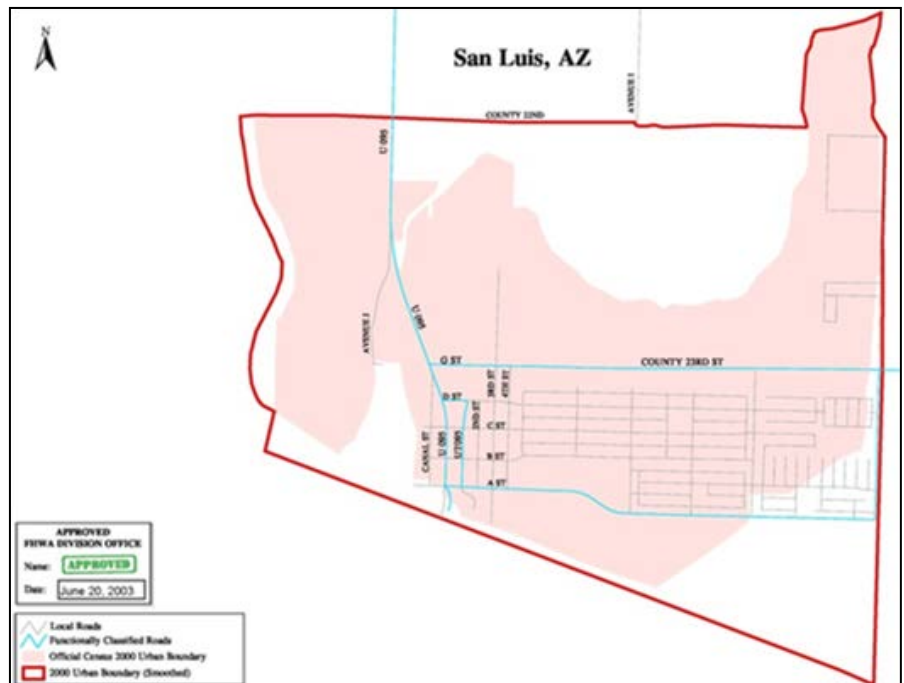 N
San Luis, AZ
AVENUE I
COUNTY 22ND
U 095
U 095
AVENUE J
G ST
COUNTY 23RD ST
3RD ST
4TH ST
D ST
2ND ST
C ST
CANAL ST
U 095
UT095
B ST
A ST
APPROVED
FHWA DIVISION OFFICE
Name: APPROVED
Date: June 20, 2003
Local Roads
Functionally Classified Roads
Official Census 2000 Urban Boundary
2000 Urban Boundary (Smoothed)